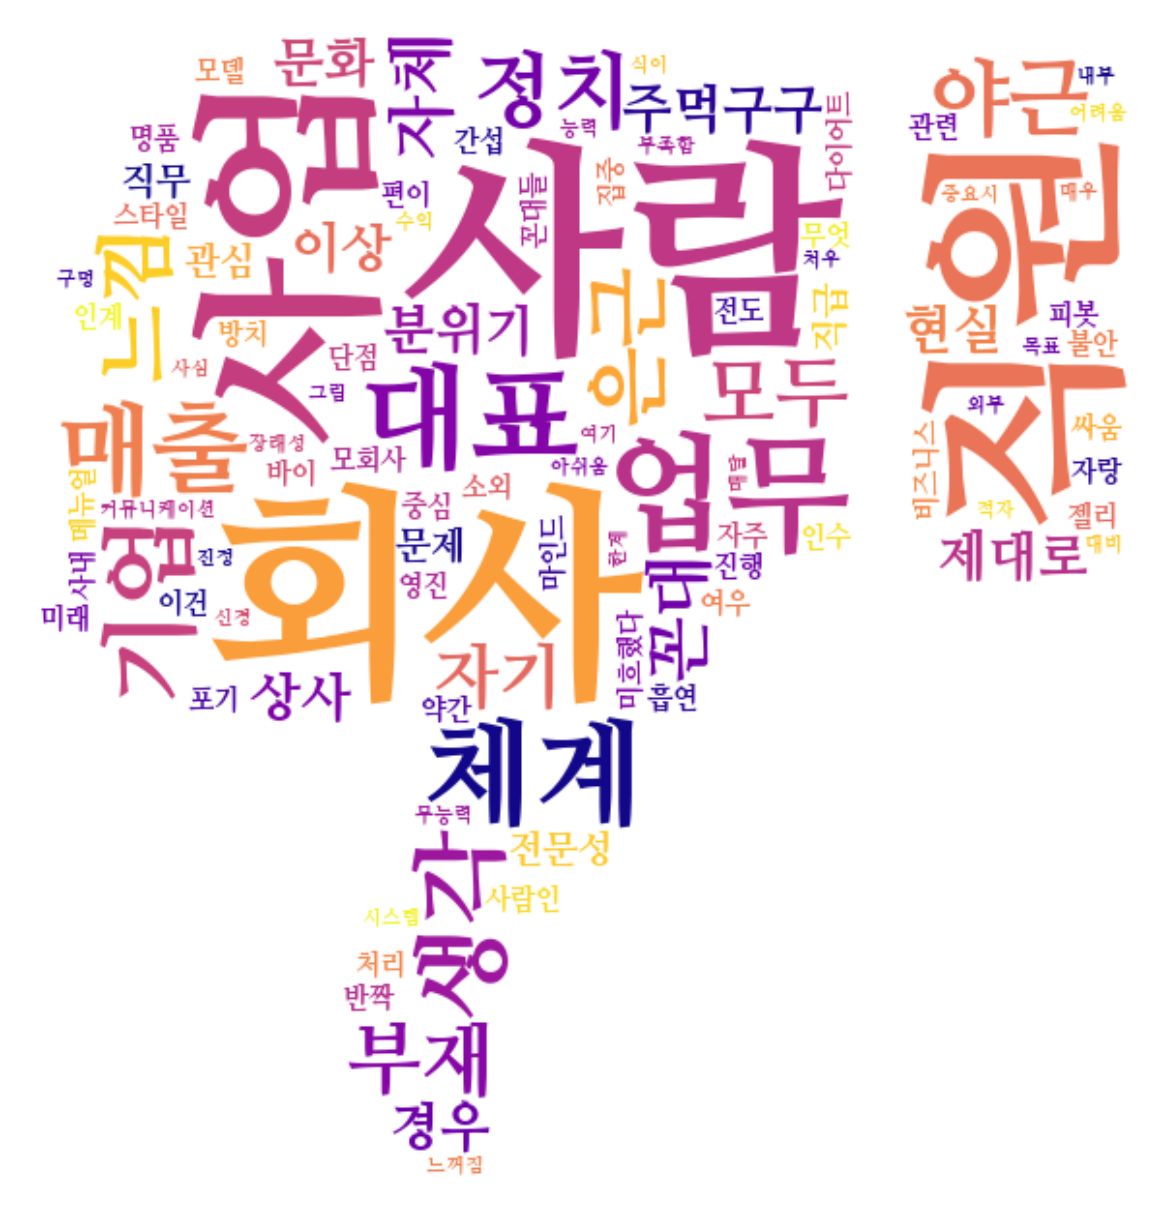 모델
문화
자체
정치
식이
주먹구구
야근
내부
어려움
관련
명품
사업
간섭
능력
부족함
다이어트
직무
편이
사람
꼰대들
집중
직원
중요시
매우
스타일
수익
느낌
관심
이상
무엇
처우
구멍
인계
방치
분위기
은근
전도
직급
현실
피봇
목표
불안
사심
단점
그림
대표
모두
외부
매출
장래성
바이
모회사
여기
아쉬움
업무
매달
비즈니스
싸움
자랑
메뉴얼
커뮤니케이션
회사
중심
소외
문제
마인드
한계
자주
인수
적자
젤리
대비
제대로
기업
진정
사내
미래
이건
신경
영진
꼰대
진행
여우
자기
미흐했다
흡연
포기
상사
약간
체계
무능력
생각
전문성
사람인
시스템
처리
반짝
부재
경우
느껴짐